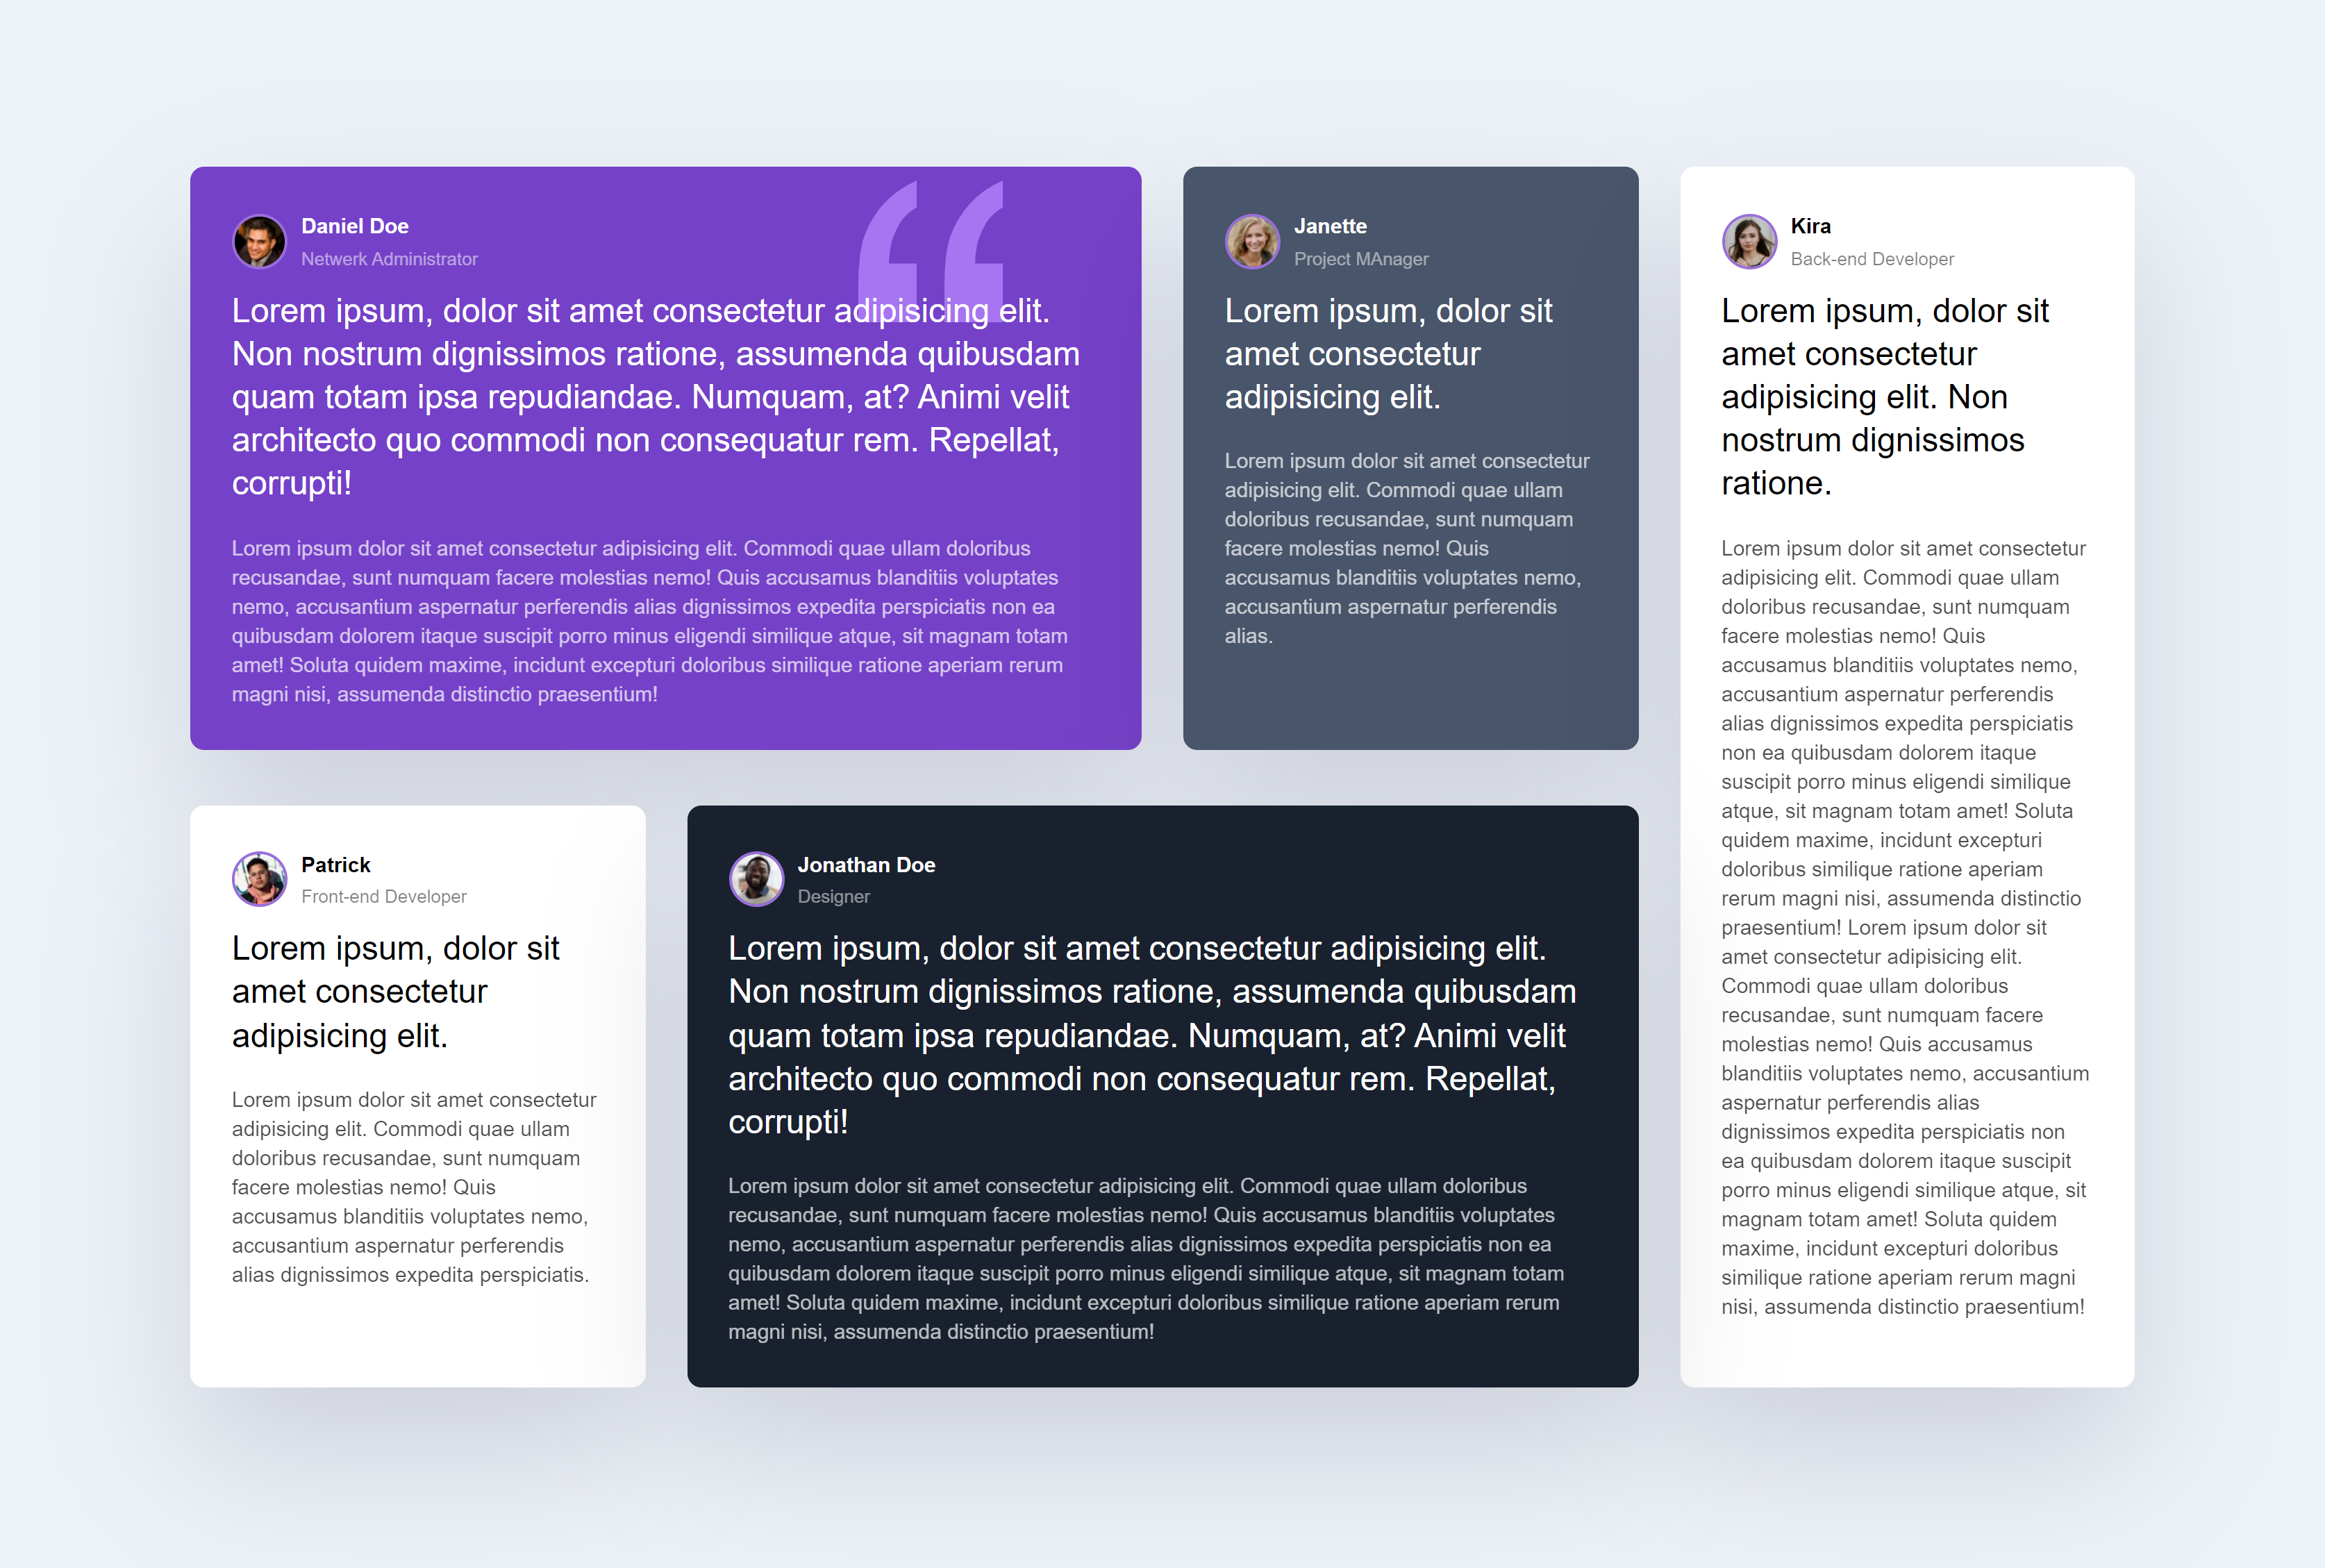 Daniel Doe
Netwerk Administrator
Lorem ipsum, dolor sit amet consectetur adipisicing elit.
Non nostrum dignissimos ratione, assumenda quibusdam
quam totam ipsa repudiandae. Numquam, at? Animi velit
architecto quo commodi non consequatur rem. Repellat,
corrupti!
Lorem ipsum dolor sit amet consectetur adipisicing elit. Commodi quae ullam doloribus
recusandae, sunt numquam facere molestias nemo! Quis accusamus blanditiis voluptates
nemo, accusantium aspernatur perferendis alias dignissimos expedita perspiciatis non ea
quibusdam dolorem itaque suscipit porro minus eligendi similique atque, sit magnam totam
amet! Soluta quidem maxime, incidunt excepturi doloribus similique ratione aperiam rerum
magni nisi, assumenda distinctio praesentium!
Janette
Project MAnager
Lorem ipsum, dolor sit
amet consectetur
adipisicing elit.
Lorem ipsum dolor sit amet consectetur
adipisicing elit. Commodi quae ullam
doloribus recusandae, sunt numquam
facere molestias nemo! Quis
accusamus blanditiis voluptates nemo,
accusantium aspernatur perferendis
alias.
Kira
Back-end Developer
Lorem ipsum, dolor sit
amet consectetur
adipisicing elit. Non
nostrum dignissimos
ratione.
Lorem ipsum dolor sit amet consectetur
adipisicing elit. Commodi quae ullam
doloribus recusandae, sunt numquam
facere molestias nemo! Quis
accusamus blanditiis voluptates nemo,
accusantium aspernatur perferendis
alias dignissimos expedita perspiciatis
non ea quibusdam dolorem itaque
suscipit porro minus eligendi similique
atque, sit magnam totam amet! Soluta
quidem maxime, incidunt excepturi
doloribus similique ratione aperiam
rerum magni nisi, assumenda distinctio
praesentium! Lorem ipsum dolor sit
amet consectetur adipisicing elit.
Commodi quae ullam doloribus
recusandae, sunt numquam facere
molestias nemo! Quis accusamus
blanditiis voluptates nemo, accusantium
aspernatur perferendis alias
dignissimos expedita perspiciatis non
ea quibusdam dolorem itaque suscipit
porro minus eligendi similique atque, sit
magnam totam amet! Soluta quidem
maxime, incidunt excepturi doloribus
similique ratione aperiam rerum magni
nisi, assumenda distinctio praesentium!
Patrick
Front-end Developer
Lorem ipsum, dolor sit
amet consectetur
adipisicing elit.
Lorem ipsum dolor sit amet consectetur
adipisicing elit. Commodi quae ullam
doloribus recusandae, sunt numquam
facere molestias nemo! Quis
accusamus blanditiis voluptates nemo,
accusantium aspernatur perferendis
alias dignissimos expedita perspiciatis.
Jonathan Doe
Designer
Lorem ipsum, dolor sit amet consectetur adipisicing elit.
Non nostrum dignissimos ratione, assumenda quibusdam
quam totam ipsa repudiandae. Numquam, at? Animi velit
architecto quo commodi non consequatur rem. Repellat,
corrupti!
Lorem ipsum dolor sit amet consectetur adipisicing elit. Commodi quae ullam doloribus
recusandae, sunt numquam facere molestias nemo! Quis accusamus blanditiis voluptates
nemo, accusantium aspernatur perferendis alias dignissimos expedita perspiciatis non ea
quibusdam dolorem itaque suscipit porro minus eligendi similique atque, sit magnam totam
amet! Soluta quidem maxime, incidunt excepturi doloribus similique ratione aperiam rerum
magni nisi, assumenda distinctio praesentium!